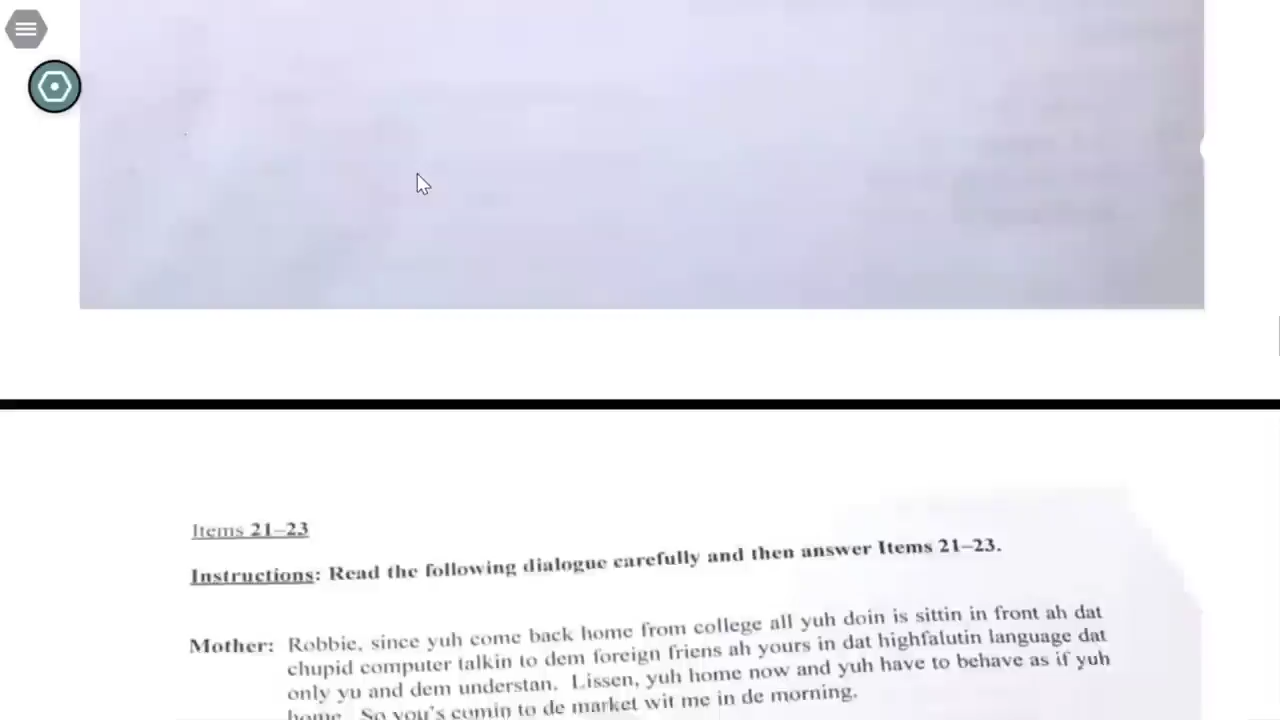 Items 21–23
Instructions: Read the following dialogue carefully and then answer Items 21–23.
Mother: Robbie, since yuh come back home from college all yuh doin is sittin in front ah dat
chupid computer talkin to dem foreign friens ah yours in dat highfalutin language dat
only yu and dem understan. Lissen, yuh home now and yuh have to behave as if yuh
home. So you's comin to de market wit me in de morning.